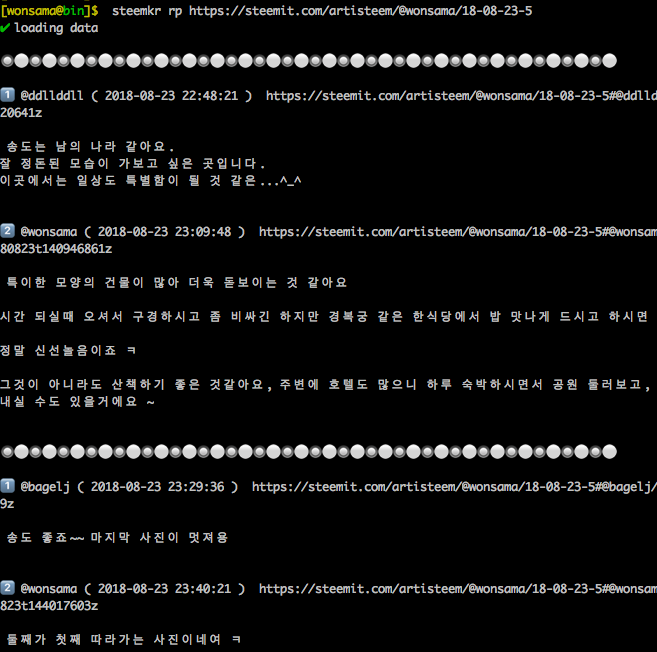 [wonsama@bin]$ steemkr rp https://steemit.com/artisteem/@wonsama/18-08-23-5
✔ loading data
1 @ddllddll ( 2018-08-23 22:48:21 ) https://steemit.com/artisteem/@wonsama/18-08-23-5#@ddlld
20641z
송도는 남의 나라 같아요.
잘 정돈된 모습이 가보고 싶은 곳입니다.
이곳에서는 일상도 특별함이 될 것 같은...^_^
2 @wonsama ( 2018-08-23 23:09:48 ) https://steemit.com/artisteem/@wonsama/18-08-23-5#@wonsam
80823t140946861z
특이한 모양의 건물이 많아 더욱 돋보이는 것 같아요
시간 되실때 오셔서 구경하시고 좀 비싸긴 하지만 경복궁 같은 한식당에서 밥 맛나게 드시고 하시면
정말 신선놀음이죠 ㅋ
그것이 아니라도 산책하기 좋은 것같아요, 주변에 호텔도 많으니 하루 숙박하시면서 공원 둘러보고,
내실 수도 있을거에요 ~
1 @bagelj ( 2018-08-23 23:29:36 ) https://steemit.com/artisteem/@wonsama/18-08-23-5#@bagelj/
9z
송도 좋죠~~ 마지막 사진이 멋져용
2 @wonsama ( 2018-08-23 23:40:21 ) https://steemit.com/artisteem/@wonsama/18-08-23-5#@wonsam
823t144017603z
둘째가 첫째 따라가는 사진이네여 ㅋ